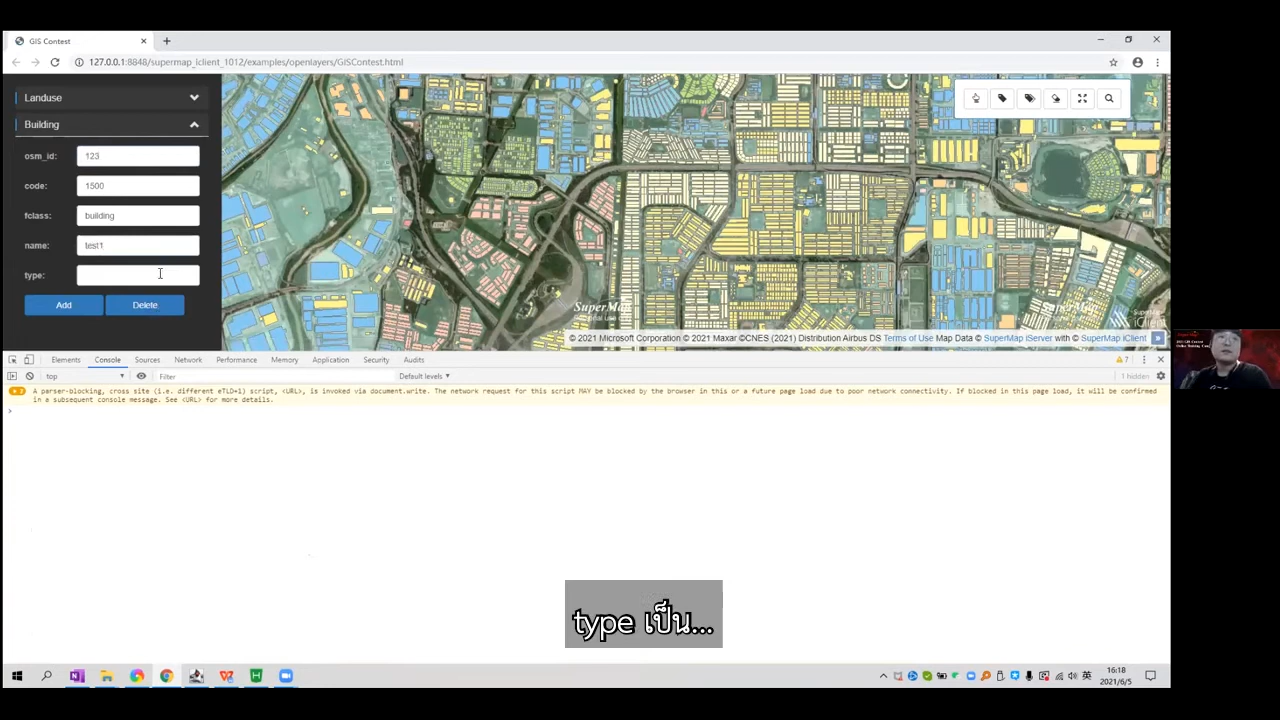 GIS Contest
127.0.0.1:8848/supermap_iclient_1012/examples/openlayers/GISContest.html
Landuse
Building
osm_id:
123
code:
1500
fclass:
building
name:
test1
type:
Add
Delete
SuperMap
© 2021 Microsoft Corporation © 2021 Maxar ©CNES (2021) Distribution Airbus DS Terms of Use Map Data © SuperMap iServer with © SuperMap iClient
Elements
Console
Sources
Network
Performance
Memory
Application
Security
Audits
7
top
Filter
Default levels
1 hidden
A parser-blocking, cross site (i.e. different eTLD+1) script, <URL>, is invoked via document.write. The network request for this script MAY be blocked by the browser in this or a future page load due to poor network connectivity. If blocked in this page load, it will be confirmed
in a subsequent console message. See <URL> for more details.
type เป็น...
英
16:18
2021/6/5